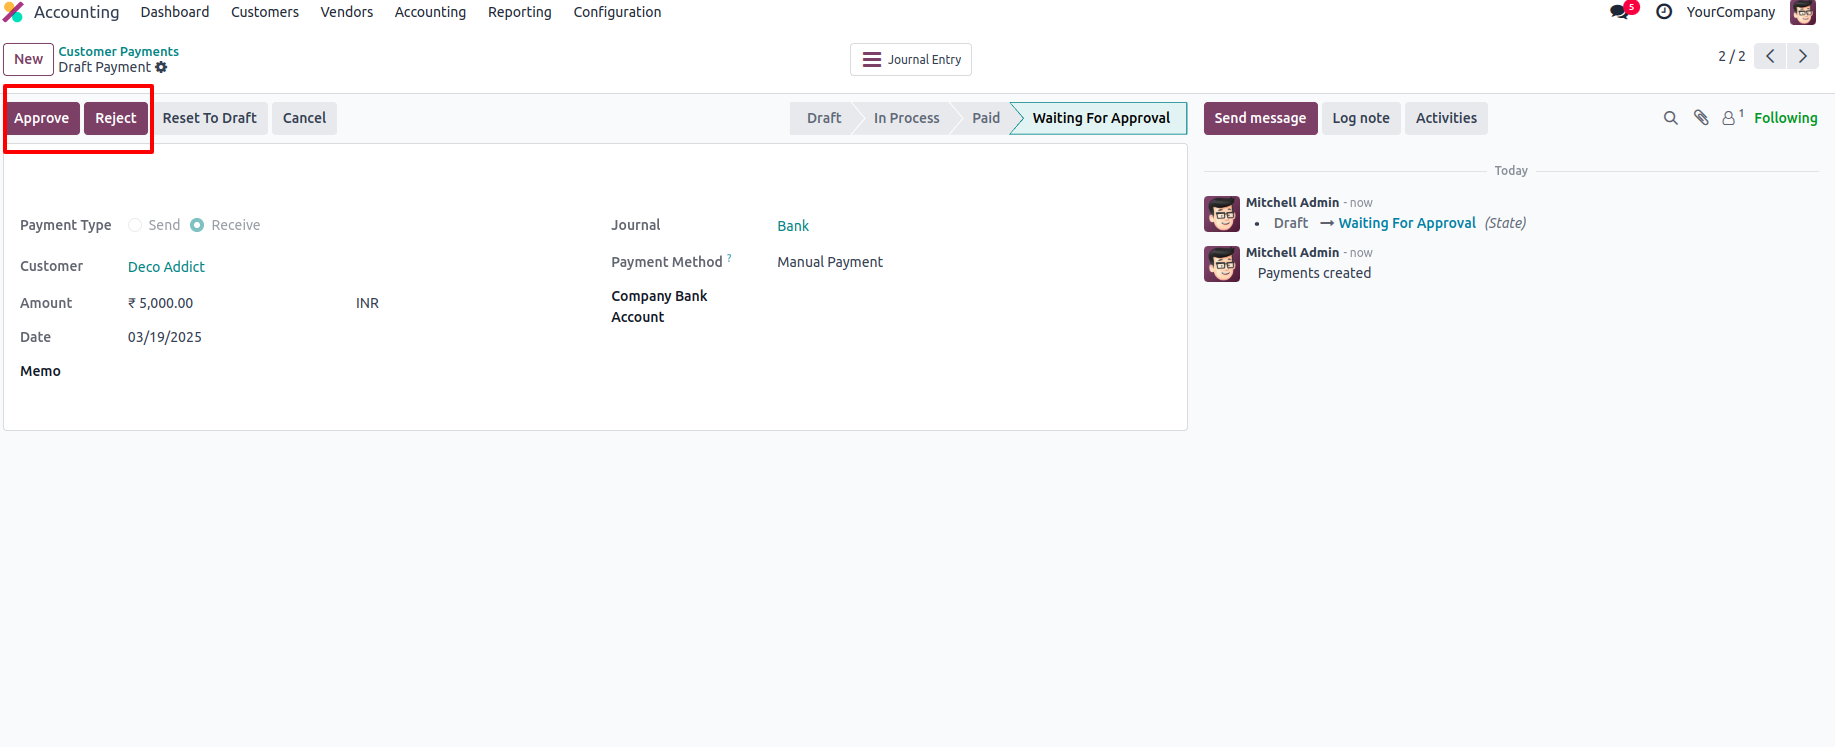 Accounting Dashboard Customers Vendors Accounting Reporting Configuration 5 YourCompany
New Customer Payments
Draft Payment
Journal Entry
2 / 2
Approve Reject Reset To Draft Cancel
Draft In Process Paid Waiting For Approval
Send message Log note Activities 1 Following
Payment Type Send Receive
Customer Deco Addict
Amount ₹ 5,000.00 INR
Date 03/19/2025
Memo
Journal Bank
Payment Method ? Manual Payment
Company Bank
Account
Today
Mitchell Admin - now
• Draft → Waiting For Approval (State)
Mitchell Admin - now
Payments created